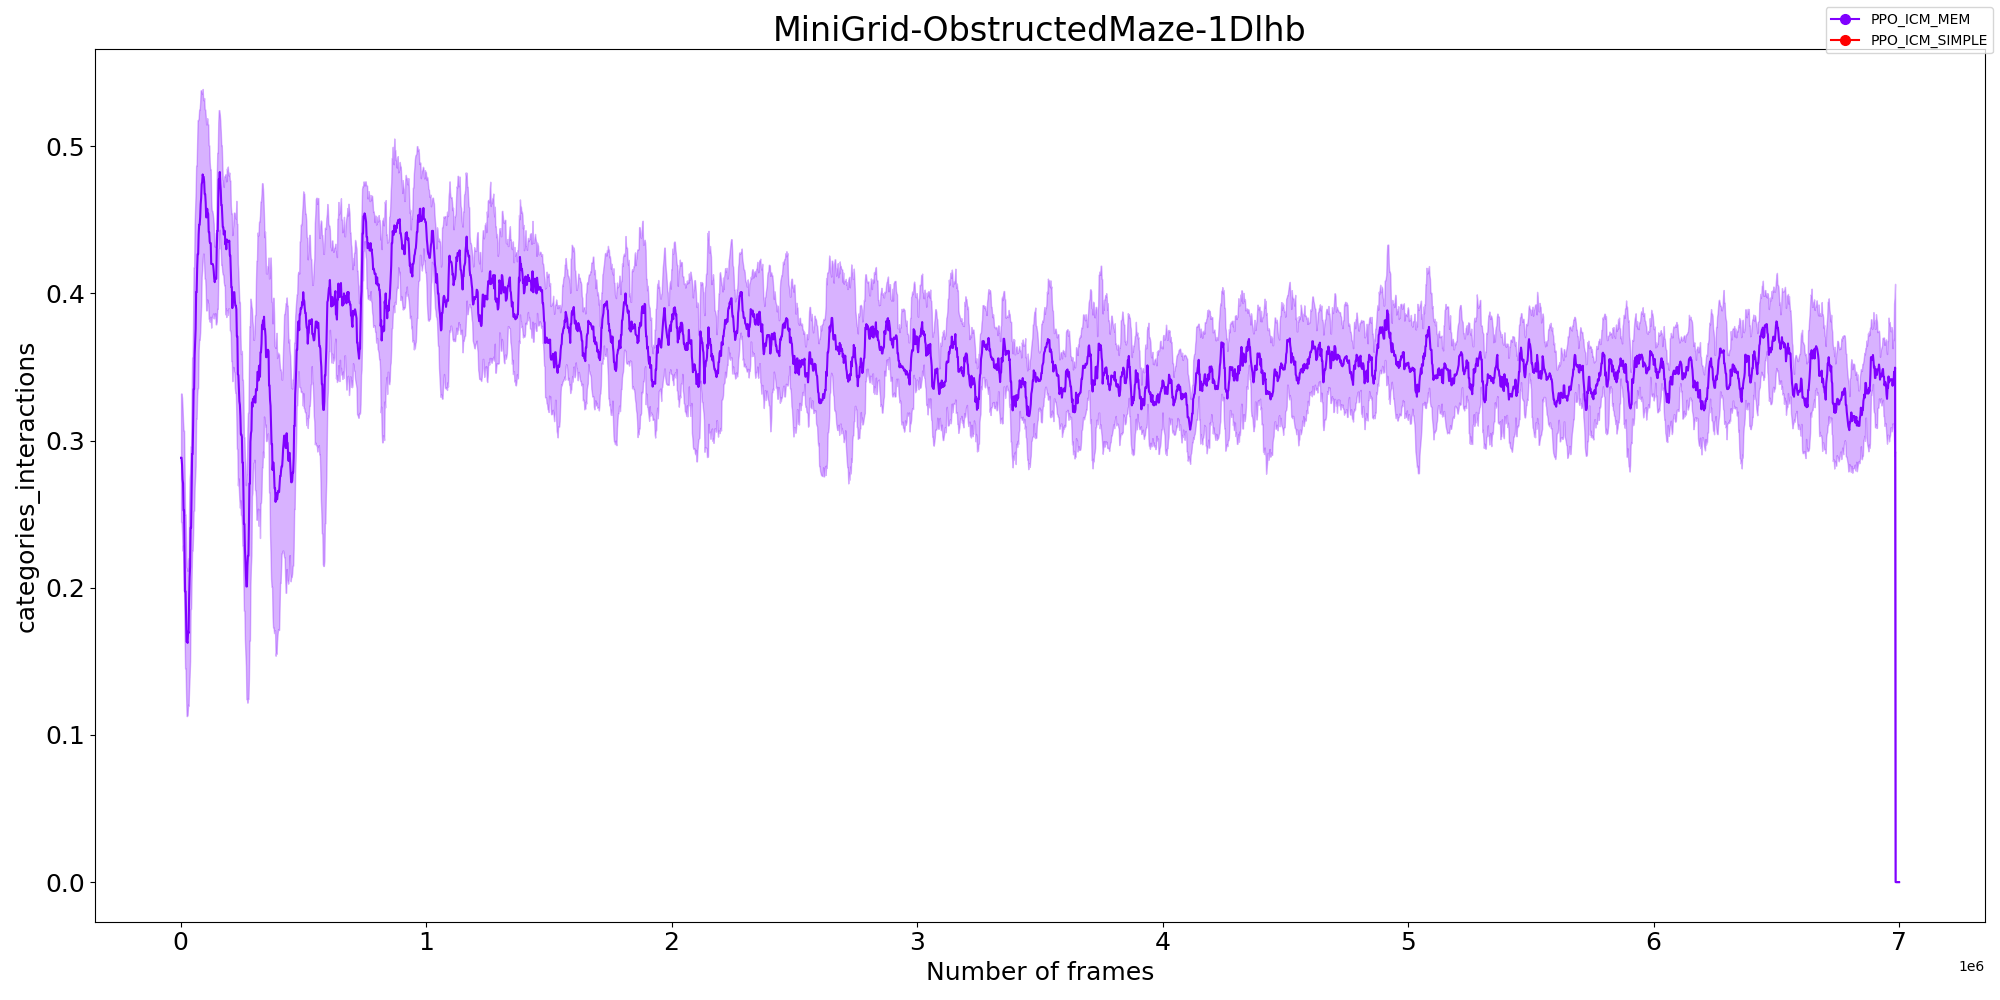 MiniGrid-ObstructedMaze-1Dlhb
PPO_ICM_MEM
PPO_ICM_SIMPLE
categories_interactions
0.5
0.4
0.3
0.2
0.1
0.0
0 1 2 3 4 5 6 7
Number of frames
1e6